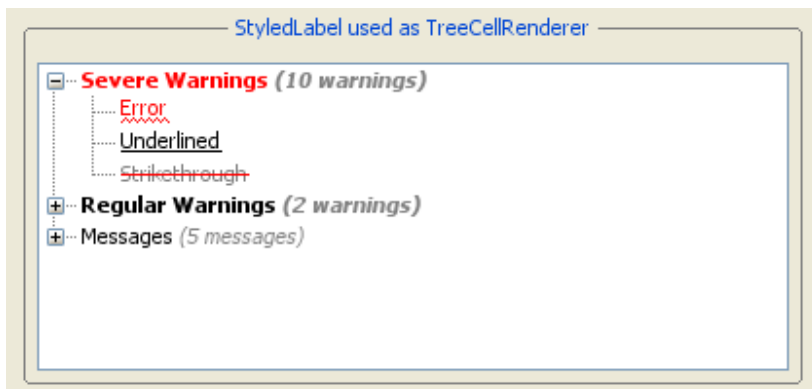 StyledLabel used as TreeCellRenderer
Severe Warnings (10 warnings)
Error
Underlined
Strikethrough
Regular Warnings (2 warnings)
Messages (5 messages)